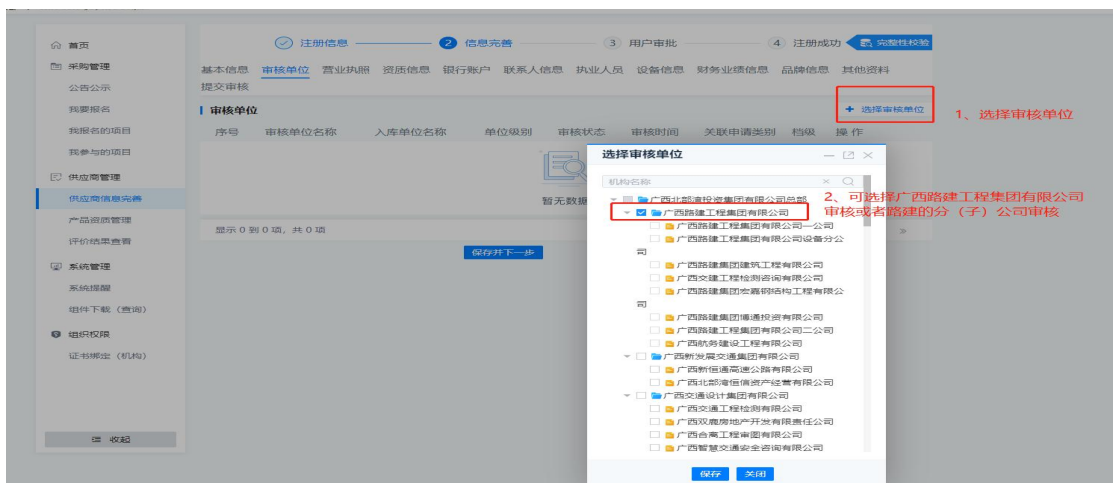 首页
采购管理
公告公示
我要报名
我报名的项目
我参与的项目
供应商管理
供应商信息完善
产品资质管理
评价结果查看
系统管理
系统提醒
组件下载（查询）
组织权限
证书绑定（机构）
收起
注册信息 2 信息完善 3 用户审批 4 注册成功 完整性校验
基本信息 审核单位 营业执照 资质信息 银行账户 联系人信息 执业人员 设备信息 财务业绩信息 品牌信息 其他资料
提交审核
审核单位
+ 选择审核单位
1、选择审核单位
序号 审核单位名称 入库单位名称 单位级别 审核状态 审核时间 关联申请类别 档级 操作
暂无数据
显示 0 到 0 项，共 0 项
保存并下一步
选择审核单位
机构名称
广西北部湾投资集团有限公司总部
广西路建工程集团有限公司
2、可选择广西路建工程集团有限公司
审核或者路建的分（子）公司审核
广西路建工程集团有限公司一公司
广西路建工程集团有限公司设备分公
司
广西路建集团建筑工程有限公司
广西交建工程检测咨询有限公司
广西路建集团宏嘉钢结构工程有限公
司
广西路建集团博通投资有限公司
广西路建工程集团有限公司二公司
广西航务建设工程有限公司
广西新发展交通集团有限公司
广西新恒通高速公路有限公司
广西北部湾恒信资产经营有限公司
广西交通设计集团有限公司
广西交通工程检测有限公司
广西双鹿房地产开发有限责任公司
广西合高工程审图有限公司
广西智慧交通安全咨询有限公司
保存 关闭